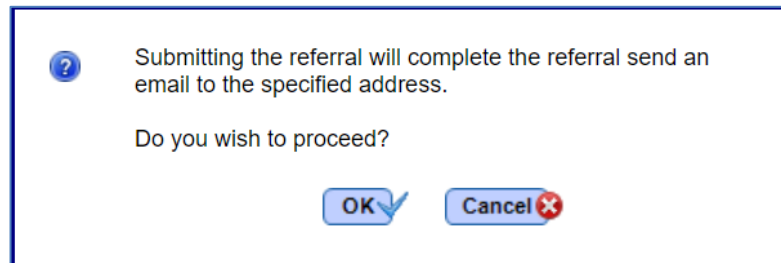 Submitting the referral will complete the referral send an
email to the specified address.
Do you wish to proceed?
OK
Cancel